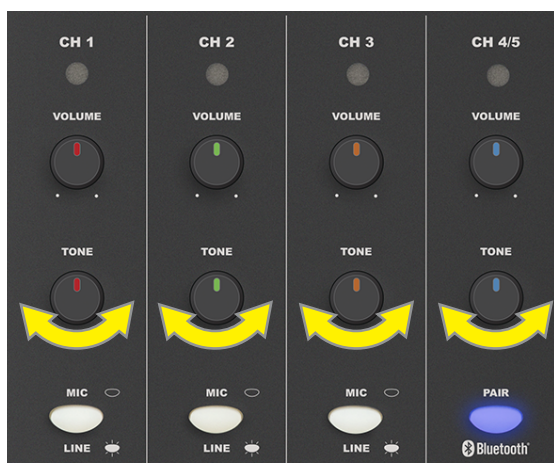 CH 1
CH 2
CH 3
CH 4/5
VOLUME
VOLUME
VOLUME
VOLUME
TONE
TONE
TONE
TONE
MIC
MIC
MIC
PAIR
LINE
LINE
LINE
Bluetooth